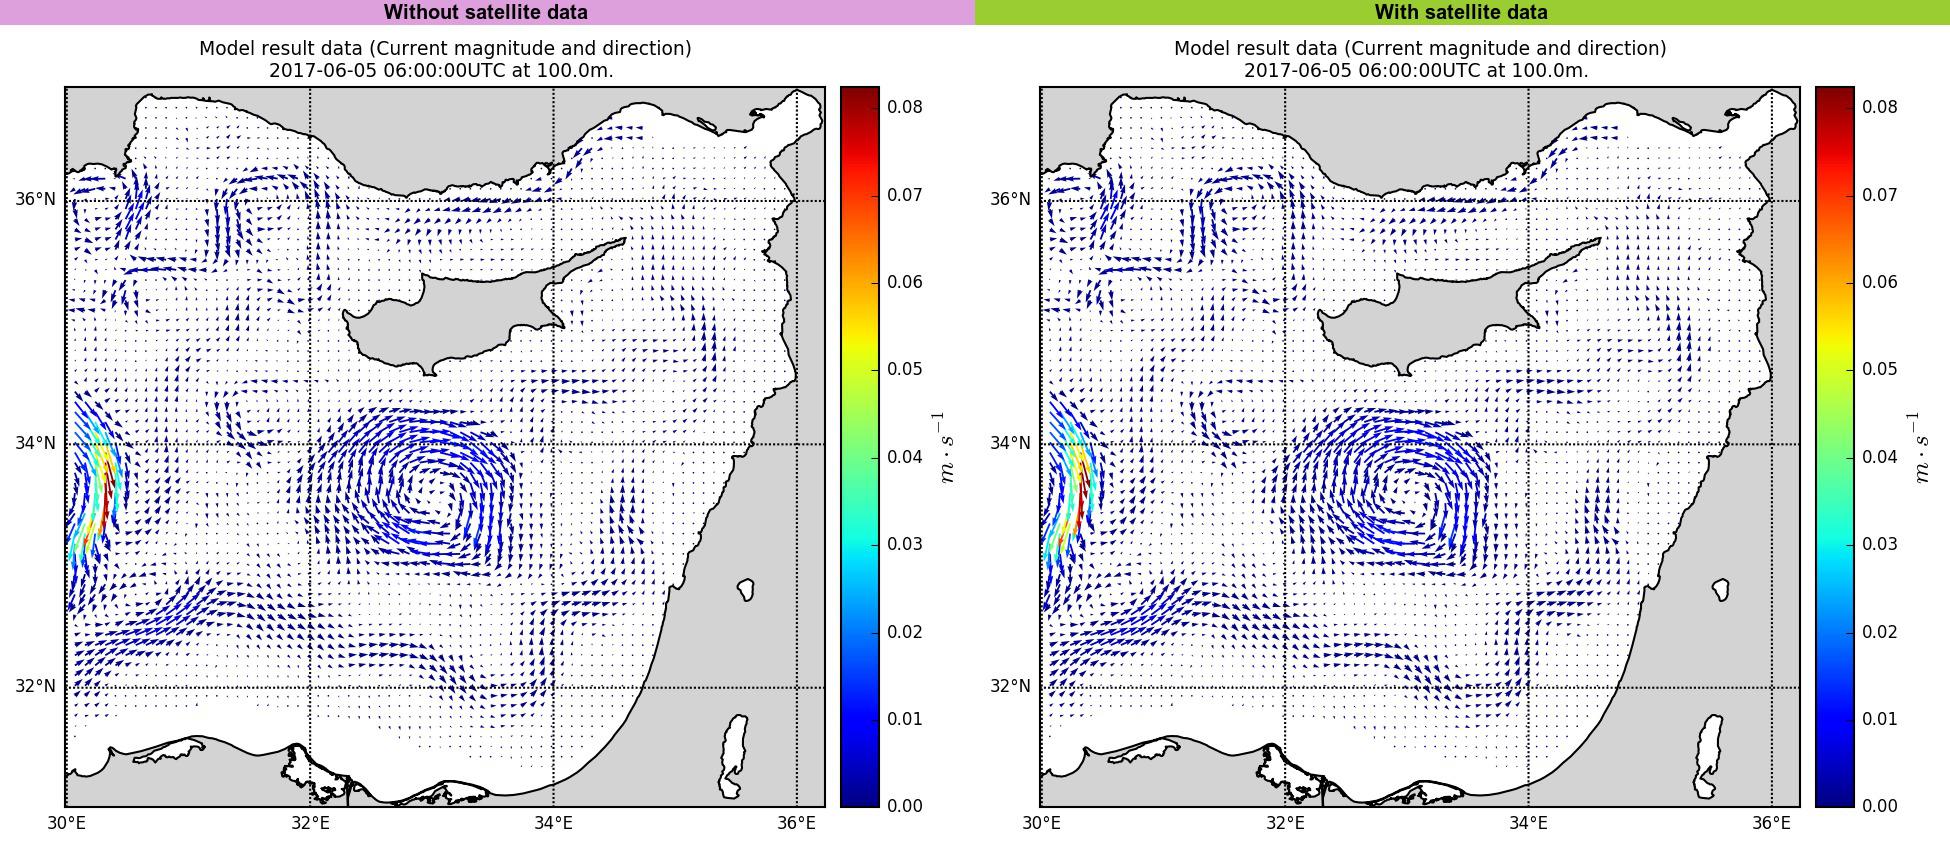 Without satellite data
Model result data (Current magnitude and direction)
2017-06-05 06:00:00UTC at 100.0m.
36°N
34°N
32°N
30°E
32°E
34°E
36°E
0.08
0.07
0.06
0.05
0.04
0.03
0.02
0.01
0.00
m · s⁻¹
With satellite data
Model result data (Current magnitude and direction)
2017-06-05 06:00:00UTC at 100.0m.
36°N
34°N
32°N
30°E
32°E
34°E
36°E
0.08
0.07
0.06
0.05
0.04
0.03
0.02
0.01
0.00
m · s⁻¹